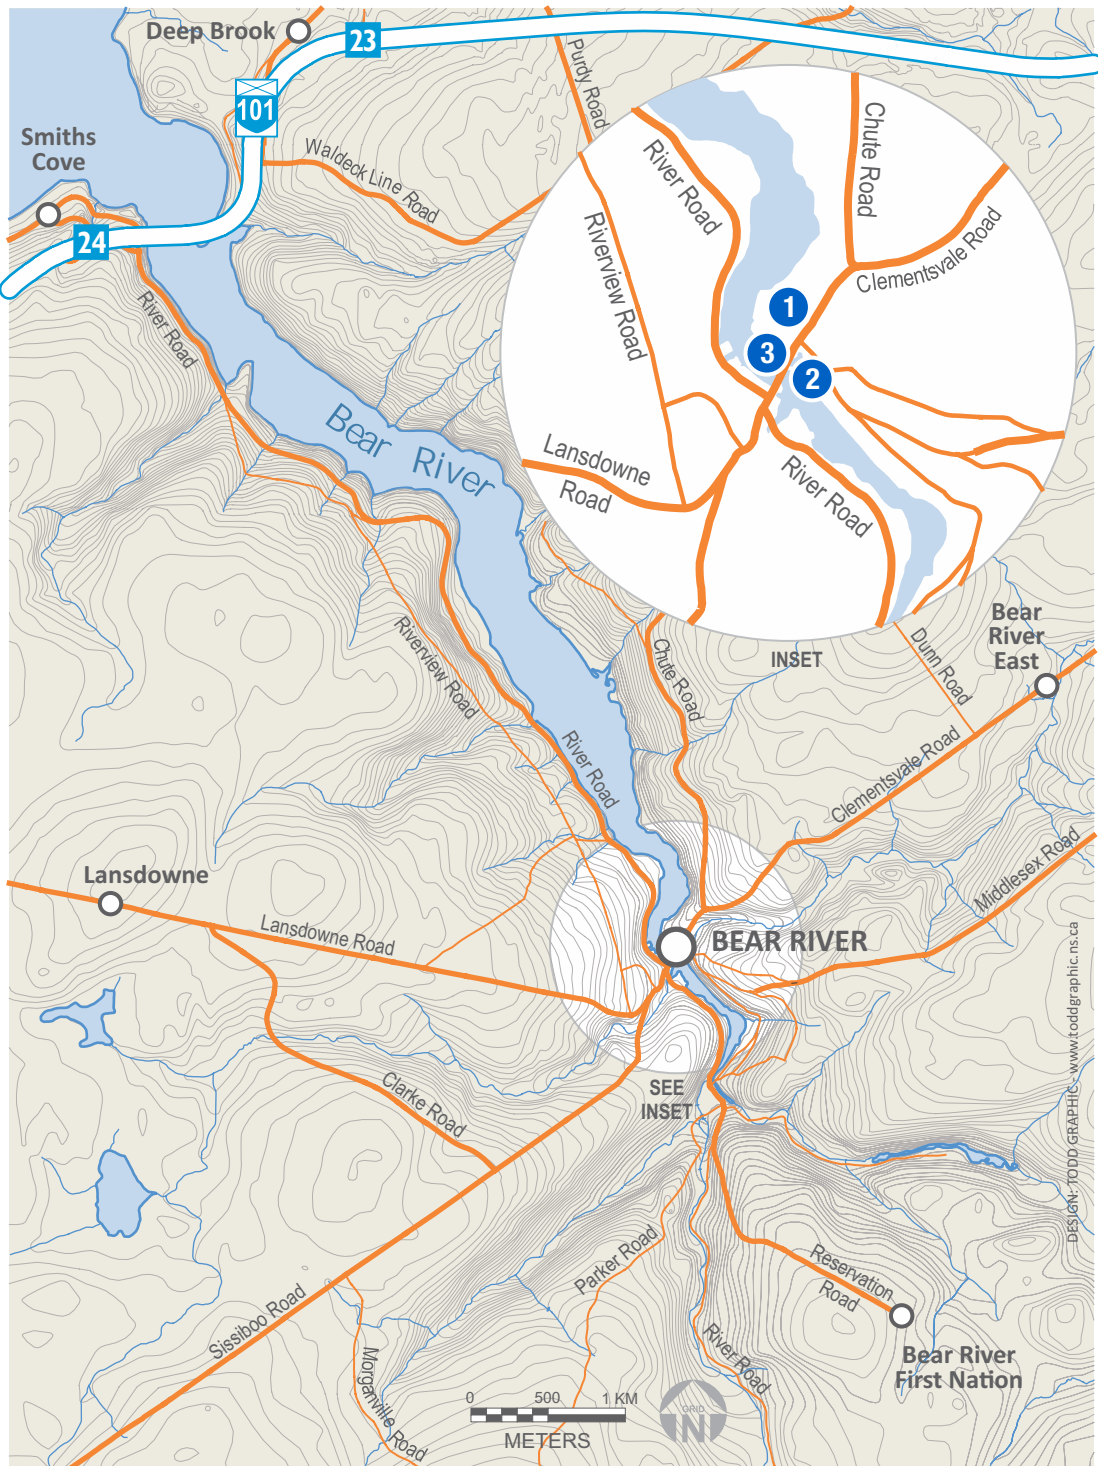 Deep Brook
23
101
Purdy Road
Smiths
Cove
Waldeck Line Road
24
River Road
River Road
Chute Road
Clementsvale Road
Riverview Road
1
3
2
Lansdowne
Road
River Road
INSET
Bear River
Bear
River
East
Dunn Road
Riverview Road
Chute Road
River Road
Clementsvale Road
Middlesex Road
Lansdowne
Lansdowne Road
BEAR RIVER
SEE
INSET
Clarke Road
Parker Road
Reservation
Road
Sissiboo Road
Morganville Road
River Road
Bear River
First Nation
0 500 1 KM
METERS
GRID
N
DESIGN: TODD GRAPHIC - www.toddgraphic.ns.ca